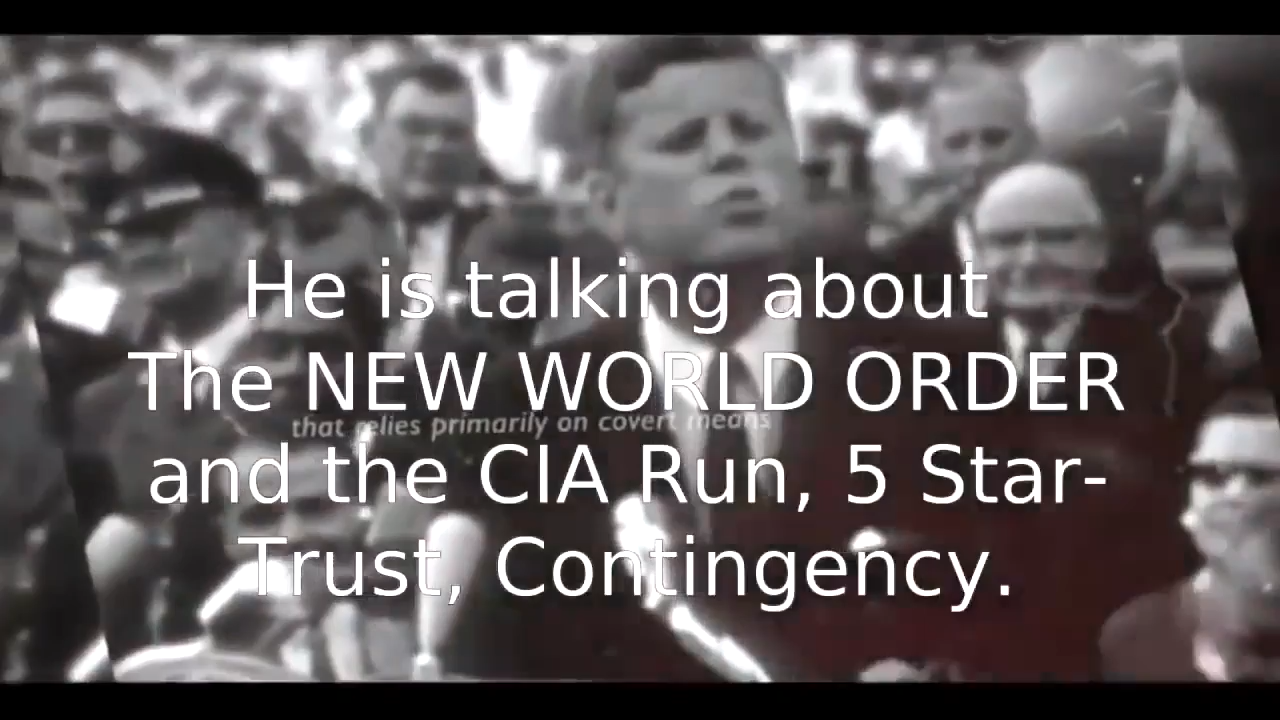 He is talking about
The NEW WORLD ORDER
that relies primarily on covert means
and the CIA Run, 5 Star-
Trust, Contingency.